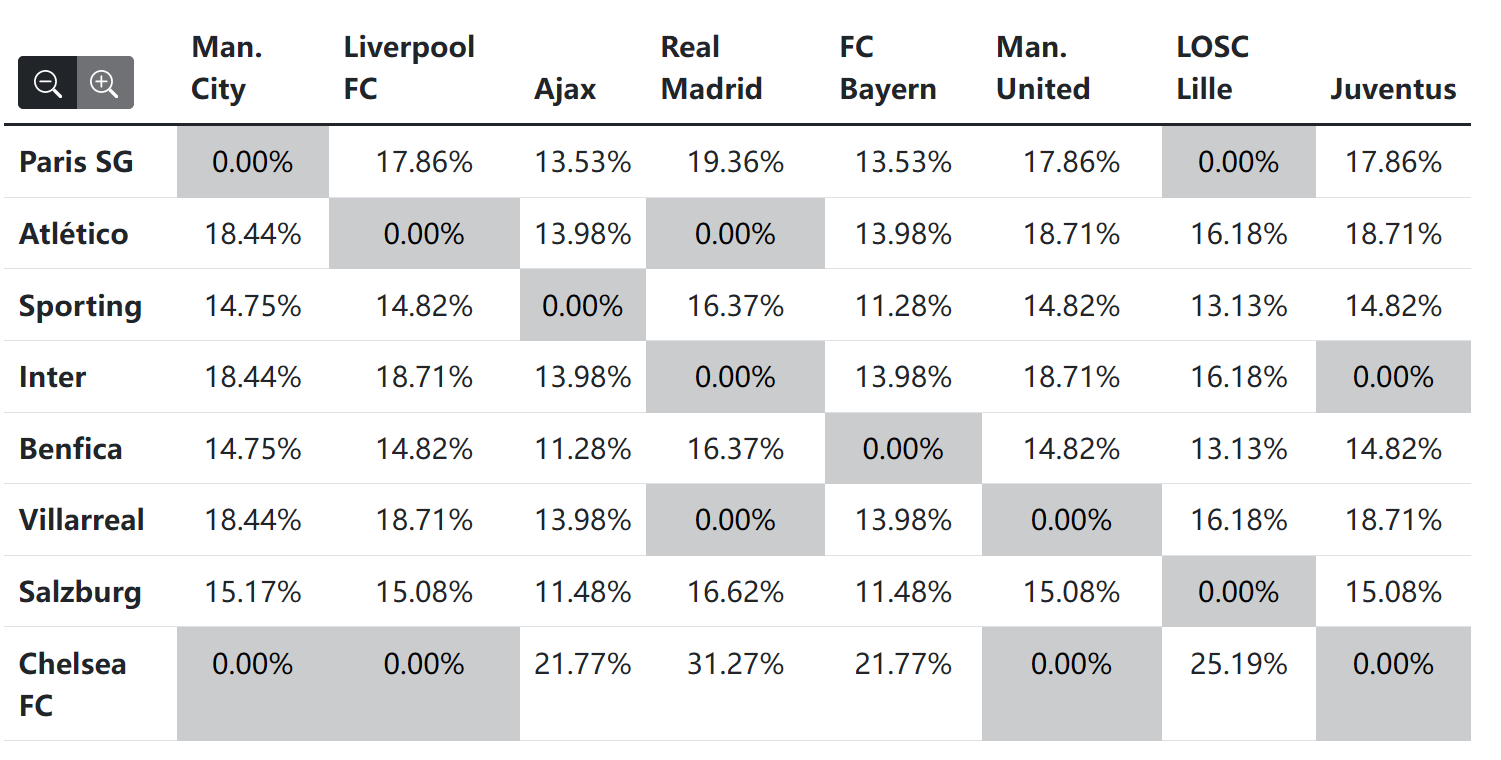 Man. City Liverpool FC Ajax Real Madrid FC Bayern Man. United LOSC Lille Juventus
Paris SG 0.00% 17.86% 13.53% 19.36% 13.53% 17.86% 0.00% 17.86%
Atlético 18.44% 0.00% 13.98% 0.00% 13.98% 18.71% 16.18% 18.71%
Sporting 14.75% 14.82% 0.00% 16.37% 11.28% 14.82% 13.13% 14.82%
Inter 18.44% 18.71% 13.98% 0.00% 13.98% 18.71% 16.18% 0.00%
Benfica 14.75% 14.82% 11.28% 16.37% 0.00% 14.82% 13.13% 14.82%
Villarreal 18.44% 18.71% 13.98% 0.00% 13.98% 0.00% 16.18% 18.71%
Salzburg 15.17% 15.08% 11.48% 16.62% 11.48% 15.08% 0.00% 15.08%
Chelsea FC 0.00% 0.00% 21.77% 31.27% 21.77% 0.00% 25.19% 0.00%